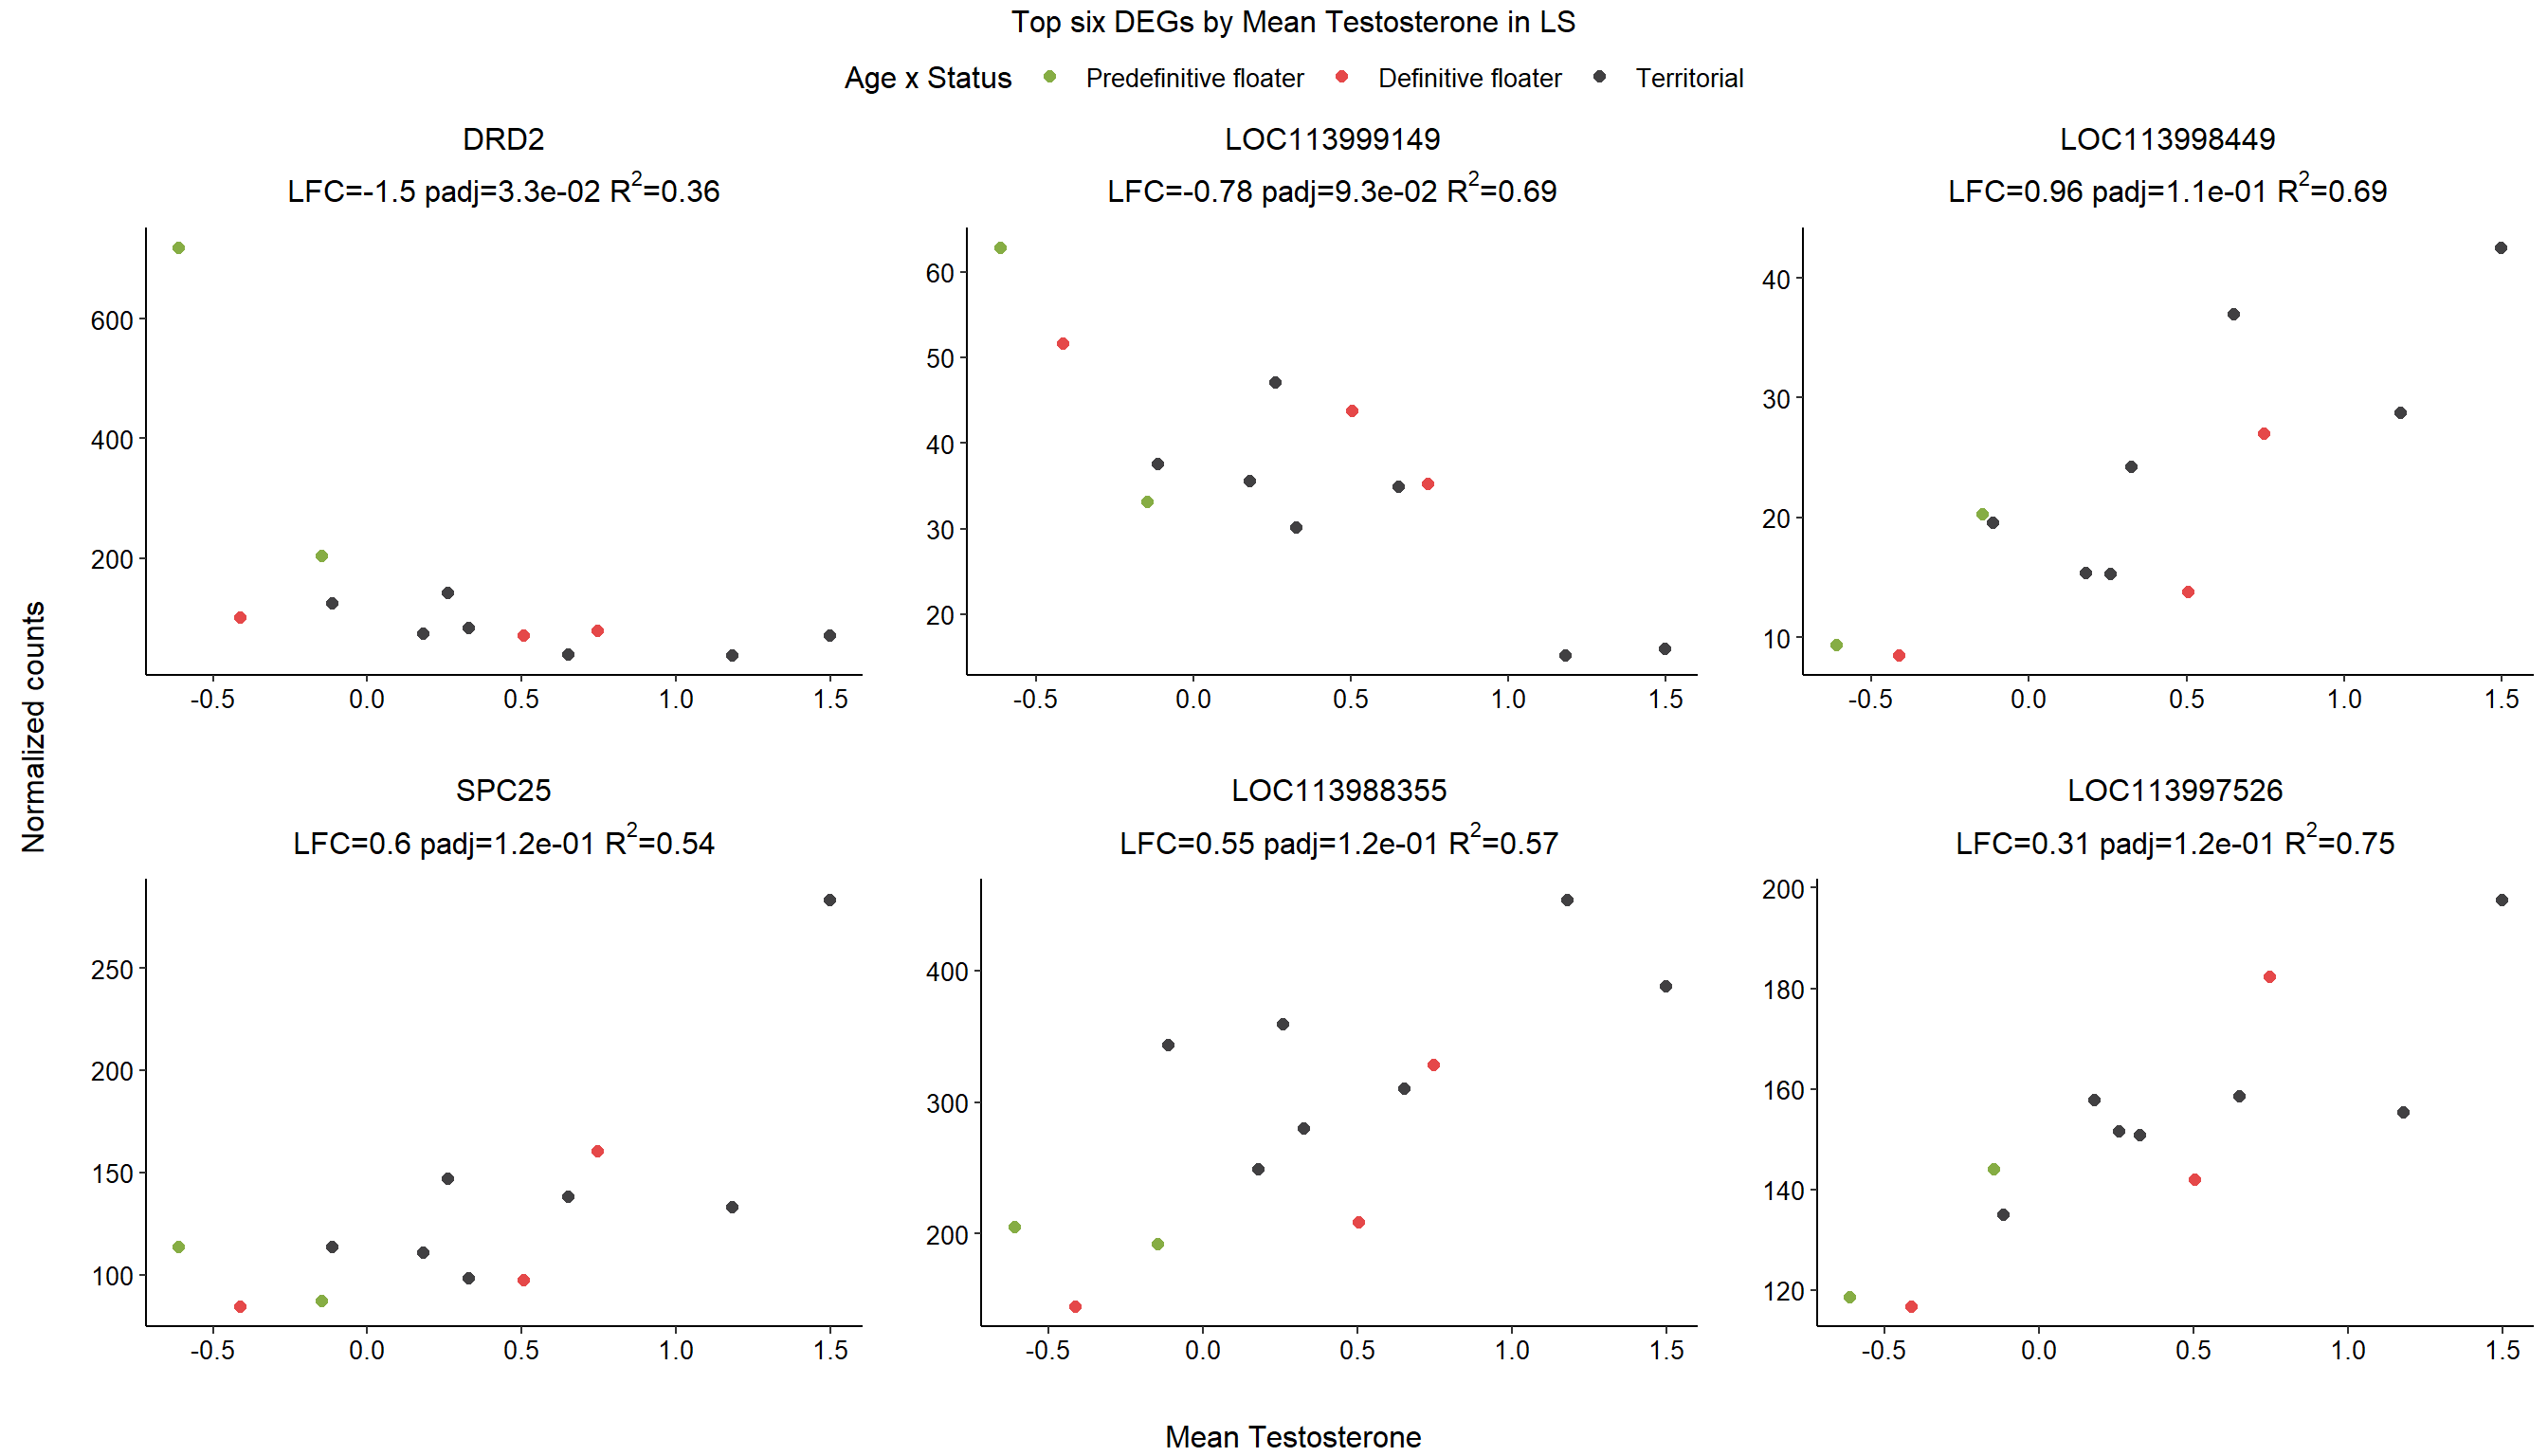 Top six DEGs by Mean Testosterone in LS
Age x Status Predefinitive floater Definitive floater Territorial
DRD2
LFC=-1.5 padj=3.3e-02 R²=0.36
600
400
200
-0.5 0.0 0.5 1.0 1.5
LOC113999149
LFC=-0.78 padj=9.3e-02 R²=0.69
60
50
40
30
20
-0.5 0.0 0.5 1.0 1.5
LOC113998449
LFC=0.96 padj=1.1e-01 R²=0.69
40
30
20
10
-0.5 0.0 0.5 1.0 1.5
Normalized counts
SPC25
LFC=0.6 padj=1.2e-01 R²=0.54
250
200
150
100
-0.5 0.0 0.5 1.0 1.5
LOC113988355
LFC=0.55 padj=1.2e-01 R²=0.57
400
300
200
-0.5 0.0 0.5 1.0 1.5
LOC113997526
LFC=0.31 padj=1.2e-01 R²=0.75
200
180
160
140
120
-0.5 0.0 0.5 1.0 1.5
Mean Testosterone